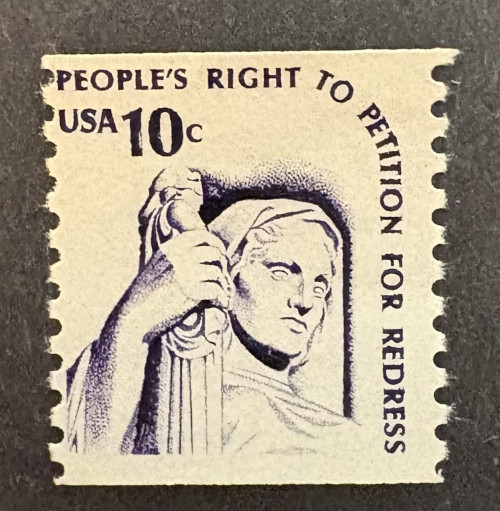 PEOPLE'S RIGHT TO PETITION FOR REDRESS
USA 10c